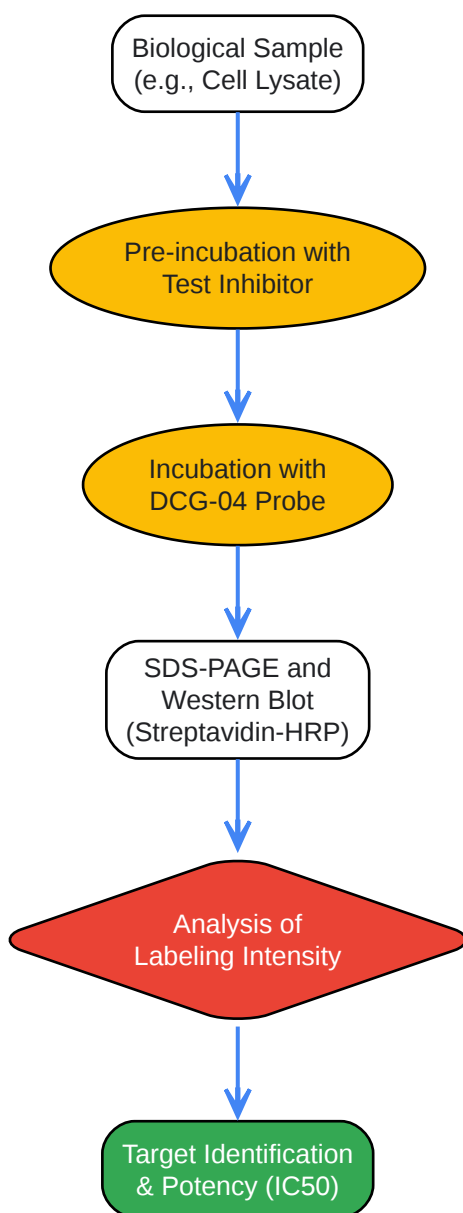 Biological Sample
(e.g., Cell Lysate)
Pre-incubation with
Test Inhibitor
Incubation with
DCG-04 Probe
SDS-PAGE and
Western Blot
(Streptavidin-HRP)
Analysis of
Labeling Intensity
Target Identification
& Potency (IC50)